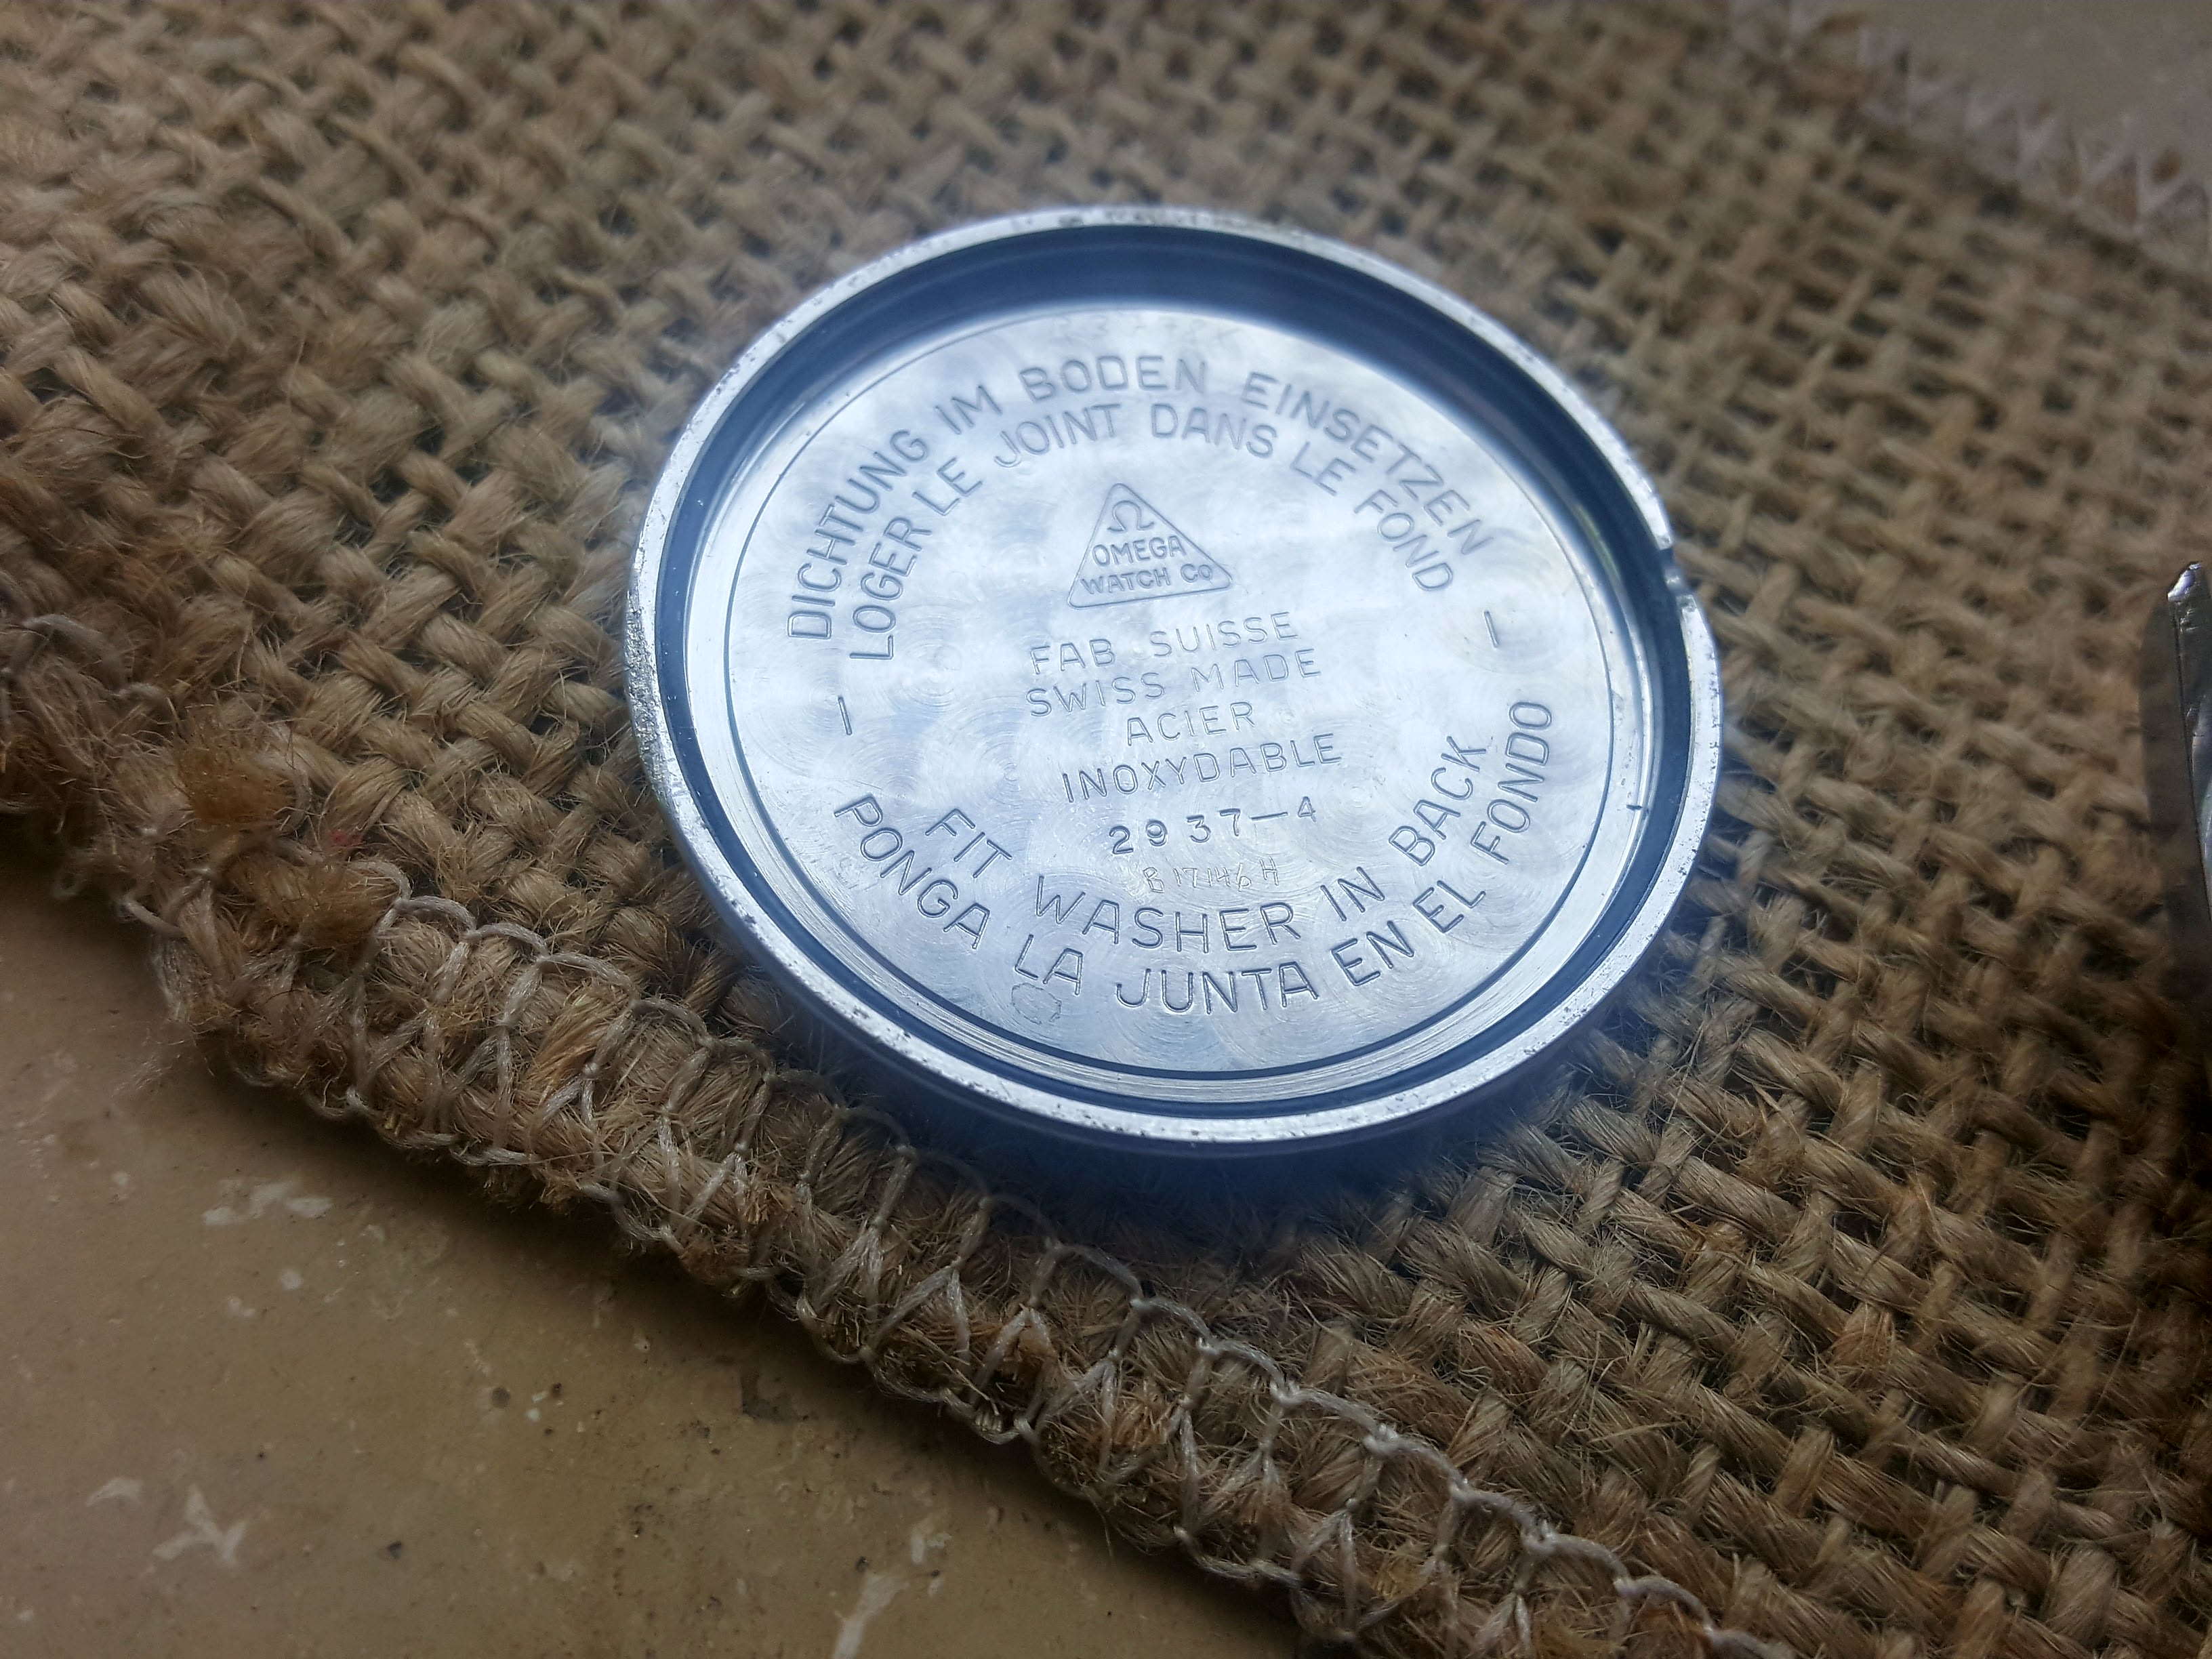 DICHTUNG IM BODEN EINSETZEN
LOGER LE JOINT DANS LE FOND
Ω
OMEGA
WATCH CO
FAB SUISSE
SWISS MADE
ACIER
INOXYDABLE
2937-4
FIT WASHER IN BACK
PONGA LA JUNTA EN EL FONDO